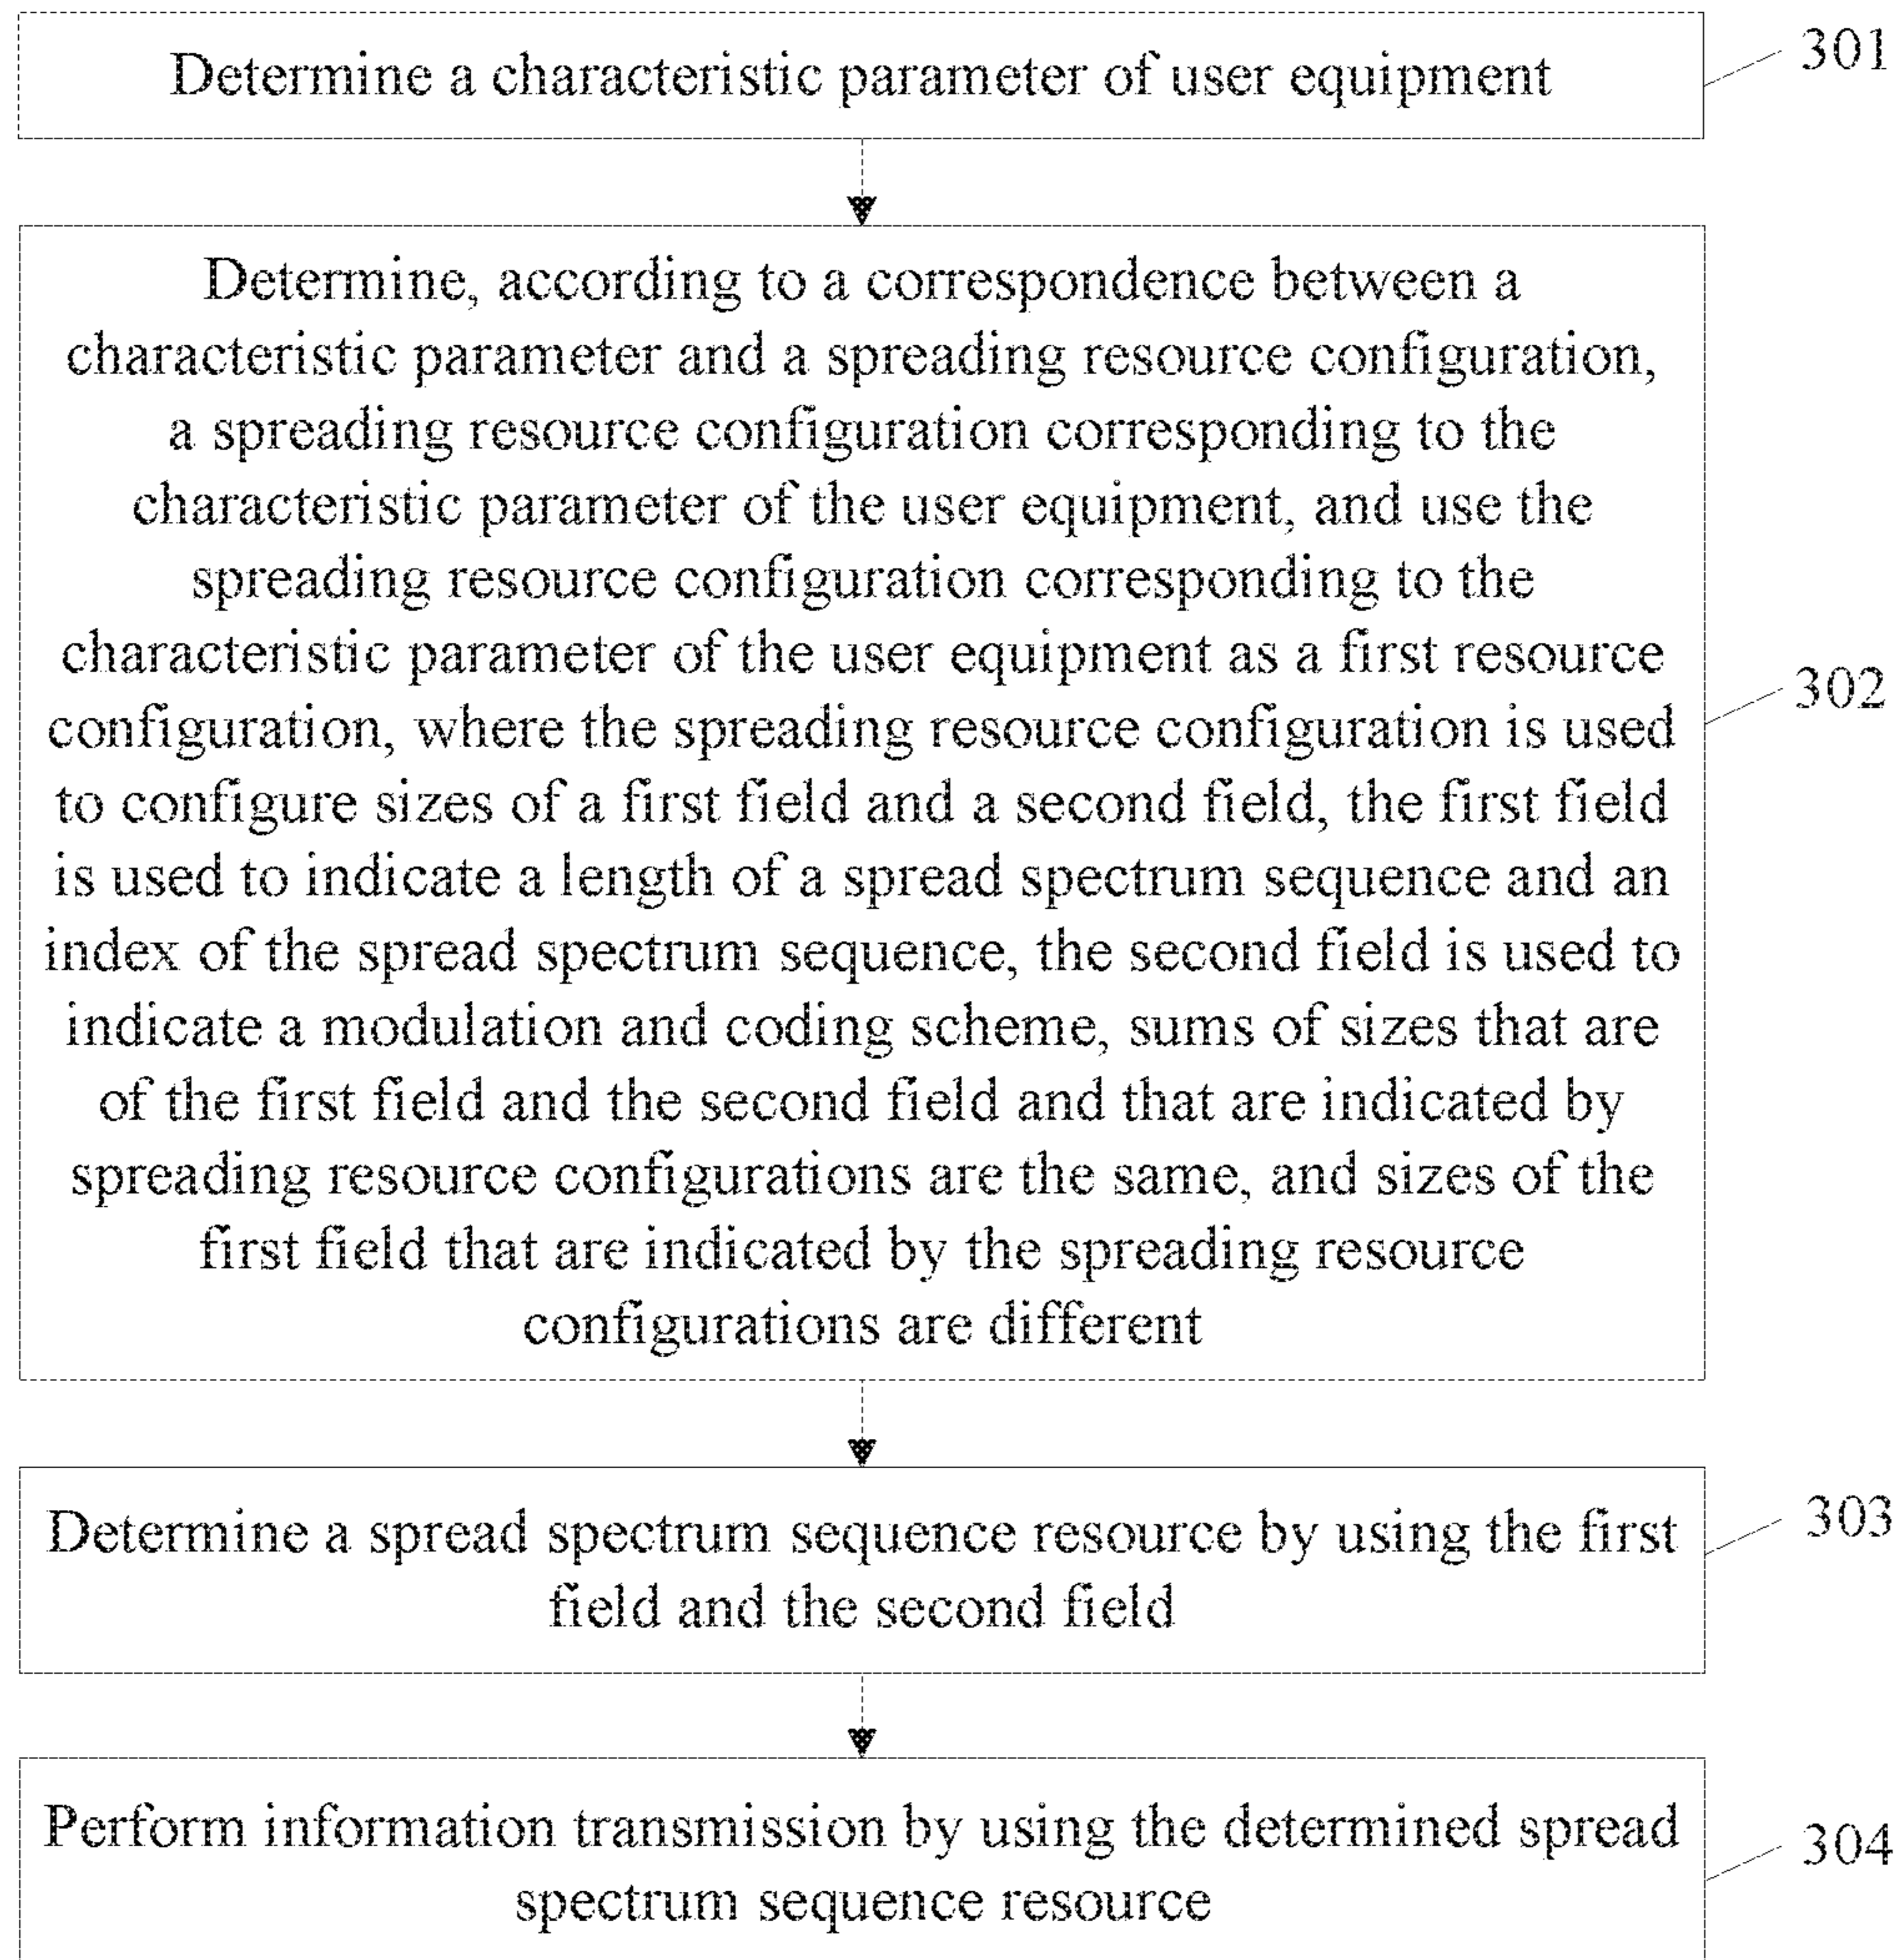 Determine a characteristic parameter of user equipment
301
Determine, according to a correspondence between a
characteristic parameter and a spreading resource configuration,
a spreading resource configuration corresponding to the
characteristic parameter of the user equipment, and use the
spreading resource configuration corresponding to the
characteristic parameter of the user equipment as a first resource
configuration, where the spreading resource configuration is used
to configure sizes of a first field and a second field, the first field
is used to indicate a length of a spread spectrum sequence and an
index of the spread spectrum sequence, the second field is used to
indicate a modulation and coding scheme, sums of sizes that are
of the first field and the second field and that are indicated by
spreading resource configurations are the same, and sizes of the
first field that are indicated by the spreading resource
configurations are different
302
Determine a spread spectrum sequence resource by using the first
field and the second field
303
Perform information transmission by using the determined spread
spectrum sequence resource
304